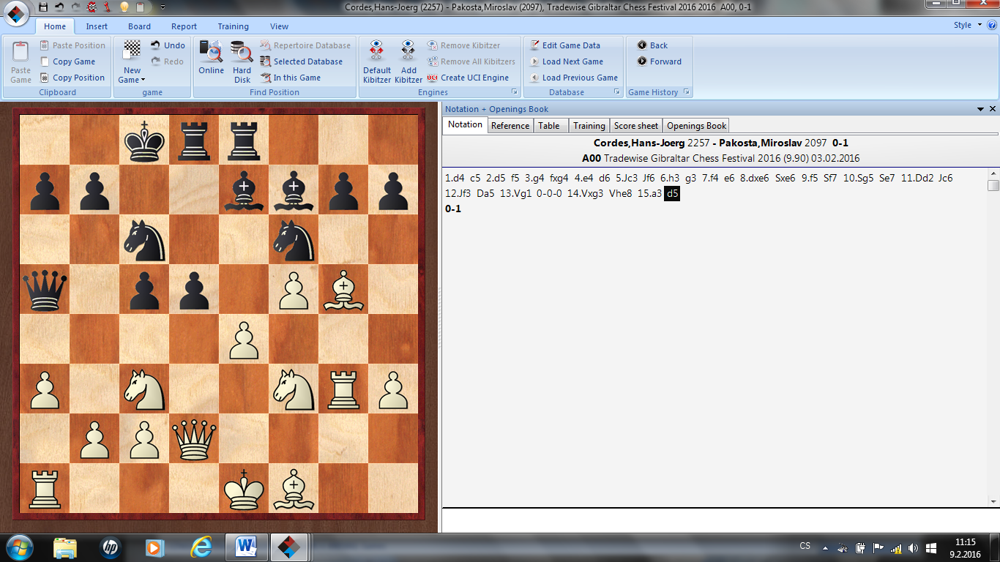 Cordes,Hans-Joerg (2257) - Pakosta,Miroslav (2097), Tradewise Gibraltar Chess Festival 2016 2016  A00, 0-1
Home Insert Board Report Training View Style
Paste Game
Paste Position
Copy Game
Copy Position
Clipboard
New Game
Undo
Redo
game
Online
Hard Disk
Repertoire Database
Selected Database
In this Game
Find Position
Default Kibitzer
Add Kibitzer
Remove Kibitzer
Remove All Kibitzers
UCI Create UCI Engine
Engines
Edit Game Data
Load Next Game
Load Previous Game
Database
Back
Forward
Game History
Notation + Openings Book
Notation Reference Table Training Score sheet Openings Book
Cordes,Hans-Joerg 2257 - Pakosta,Miroslav 2097 0-1
A00 Tradewise Gibraltar Chess Festival 2016 (9.90) 03.02.2016
1.d4 c5 2.d5 f5 3.g4 fxg4 4.e4 d6 5.Jc3 Jf6 6.h3 g3 7.f4 e6 8.dxe6 Sxe6 9.f5 Sf7 10.Sg5 Se7 11.Dd2 Jc6
12.Jf3 Da5 13.Vg1 0-0-0 14.Vxg3 Vhe8 15.a3 d5
0-1
hp
W
CS
11:15
9.2.2016